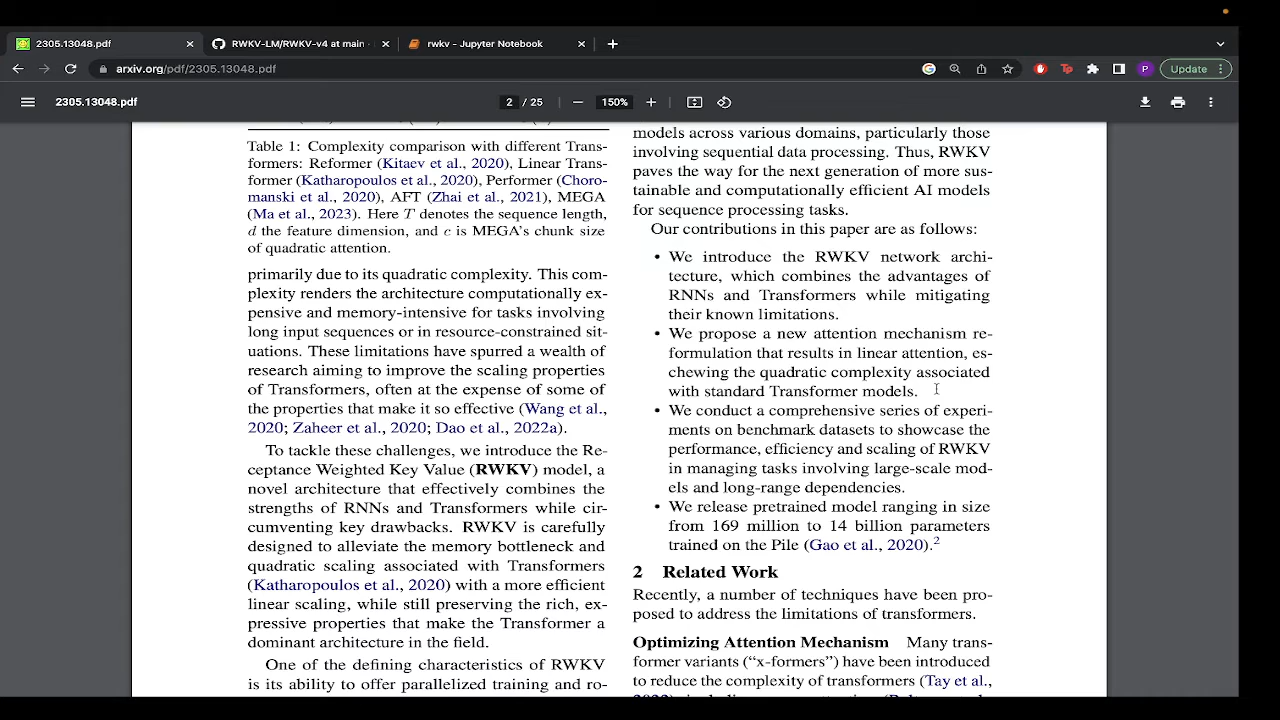 2305.13048.pdf
RWKV-LM/RWKV-v4 at main ·
rwkv - Jupyter Notebook
arxiv.org/pdf/2305.13048.pdf
Update
2305.13048.pdf
2 / 25
150%
Table 1: Complexity comparison with different Trans-
formers: Reformer (Kitaev et al., 2020), Linear Trans-
former (Katharopoulos et al., 2020), Performer (Choro-
manski et al., 2020), AFT (Zhai et al., 2021), MEGA
(Ma et al., 2023). Here T denotes the sequence length,
d the feature dimension, and c is MEGA's chunk size
of quadratic attention.
primarily due to its quadratic complexity. This com-
plexity renders the architecture computationally ex-
pensive and memory-intensive for tasks involving
long input sequences or in resource-constrained sit-
uations. These limitations have spurred a wealth of
research aiming to improve the scaling properties
of Transformers, often at the expense of some of
the properties that make it so effective (Wang et al.,
2020; Zaheer et al., 2020; Dao et al., 2022a).
To tackle these challenges, we introduce the Re-
ceptance Weighted Key Value (RWKV) model, a
novel architecture that effectively combines the
strengths of RNNs and Transformers while cir-
cumventing key drawbacks. RWKV is carefully
designed to alleviate the memory bottleneck and
quadratic scaling associated with Transformers
(Katharopoulos et al., 2020) with a more efficient
linear scaling, while still preserving the rich, ex-
pressive properties that make the Transformer a
dominant architecture in the field.
One of the defining characteristics of RWKV
is its ability to offer parallelized training and ro-
models across various domains, particularly those
involving sequential data processing. Thus, RWKV
paves the way for the next generation of more sus-
tainable and computationally efficient AI models
for sequence processing tasks.
Our contributions in this paper are as follows:
• We introduce the RWKV network archi-
tecture, which combines the advantages of
RNNs and Transformers while mitigating
their known limitations.
• We propose a new attention mechanism re-
formulation that results in linear attention, es-
chewing the quadratic complexity associated
with standard Transformer models.
• We conduct a comprehensive series of experi-
ments on benchmark datasets to showcase the
performance, efficiency and scaling of RWKV
in managing tasks involving large-scale mod-
els and long-range dependencies.
• We release pretrained model ranging in size
from 169 million to 14 billion parameters
trained on the Pile (Gao et al., 2020).2
2 Related Work
Recently, a number of techniques have been pro-
posed to address the limitations of transformers.
Optimizing Attention Mechanism Many trans-
former variants ("x-formers") have been introduced
to reduce the complexity of transformers (Tay et al.,